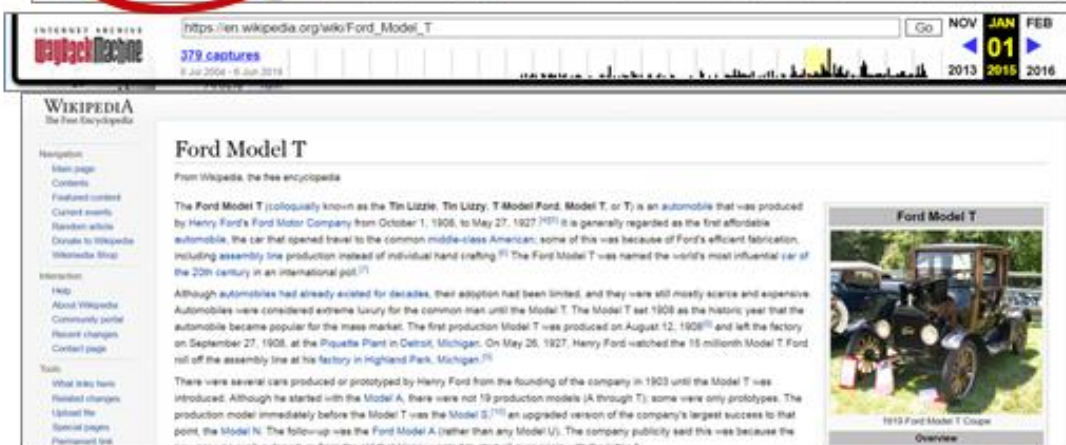 INTERNET ARCHIVE
WaybackMachine
https://en.wikipedia.org/wiki/Ford_Model_T
Go
NOV JAN FEB
379 captures
01
6 Jul 2004 - 6 Jun 2016
2013 2015 2016
WIKIPEDIA
The Free Encyclopedia
Navigation
Main page
Contents
Featured content
Current events
Random article
Donate to Wikipedia
Wikimedia Shop
Interaction
Help
About Wikipedia
Community portal
Recent changes
Contact page
Tools
What links here
Related changes
Upload file
Special pages
Permanent link
Ford Model T
From Wikipedia, the free encyclopedia
The Ford Model T (colloquially known as the Tin Lizzie, Tin Lizzy, T-Model Ford, Model T, or T) is an automobile that was produced
by Henry Ford's Ford Motor Company from October 1, 1908, to May 27, 1927.[4][5] It is generally regarded as the first affordable
automobile, the car that opened travel to the common middle-class American; some of this was because of Ford's efficient fabrication,
including assembly line production instead of individual hand crafting.[6] The Ford Model T was named the world's most influential car of
the 20th century in an international poll.[7]
Although automobiles had already existed for decades, their adoption had been limited, and they were still mostly scarce and expensive.
Automobiles were considered extreme luxury for the common man until the Model T. The Model T set 1908 as the historic year that the
automobile became popular for the mass market. The first production Model T was produced on August 12, 1908[8] and left the factory
on September 27, 1908, at the Piquette Plant in Detroit, Michigan. On May 26, 1927, Henry Ford watched the 15 millionth Model T Ford
roll off the assembly line at his factory in Highland Park, Michigan.[9]
There were several cars produced or prototyped by Henry Ford from the founding of the company in 1903 until the Model T was
introduced. Although he started with the Model A, there were not 19 production models (A through T); some were only prototypes. The
production model immediately before the Model T was the Model S,[10] an upgraded version of the company's largest success to that
point, the Model N. The follow-up was the Ford Model A (rather than any Model U). The company publicity said this was because the
Ford Model T
1919 Ford Model T Coupe
Overview